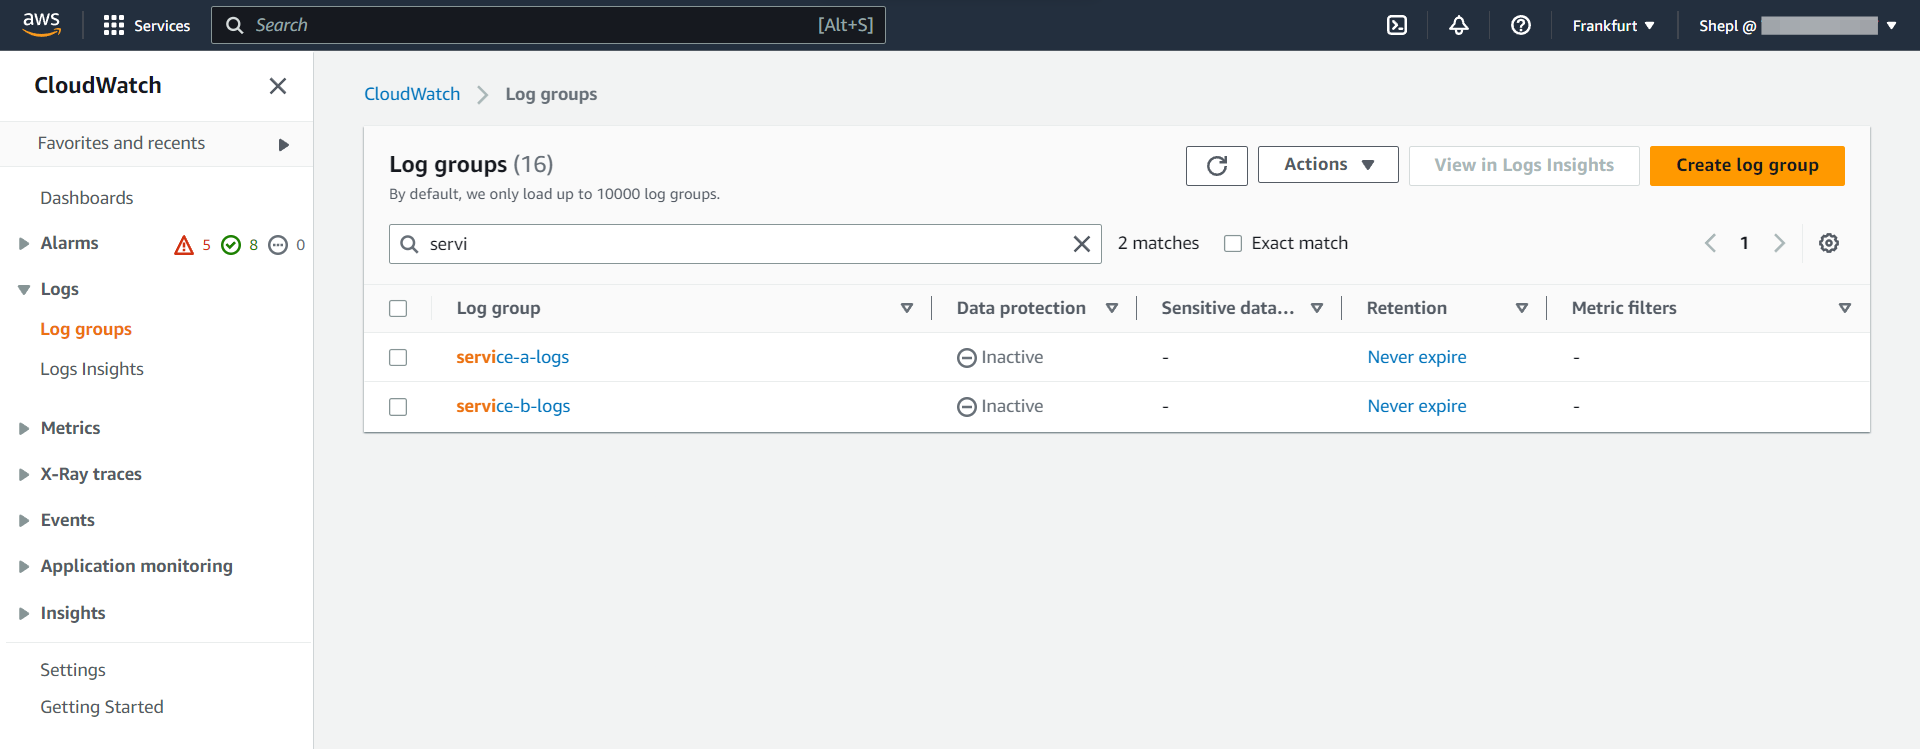 aws Services Search [Alt+S] Frankfurt Shepl @
CloudWatch
Favorites and recents
Dashboards
Alarms 5 8 0
Logs
Log groups
Logs Insights
Metrics
X-Ray traces
Events
Application monitoring
Insights
Settings
Getting Started
CloudWatch Log groups
Log groups (16)
By default, we only load up to 10000 log groups.
Actions View in Logs Insights Create log group
servi 2 matches Exact match 1
Log group Data protection Sensitive data... Retention Metric filters
service-a-logs Inactive - Never expire -
service-b-logs Inactive - Never expire -